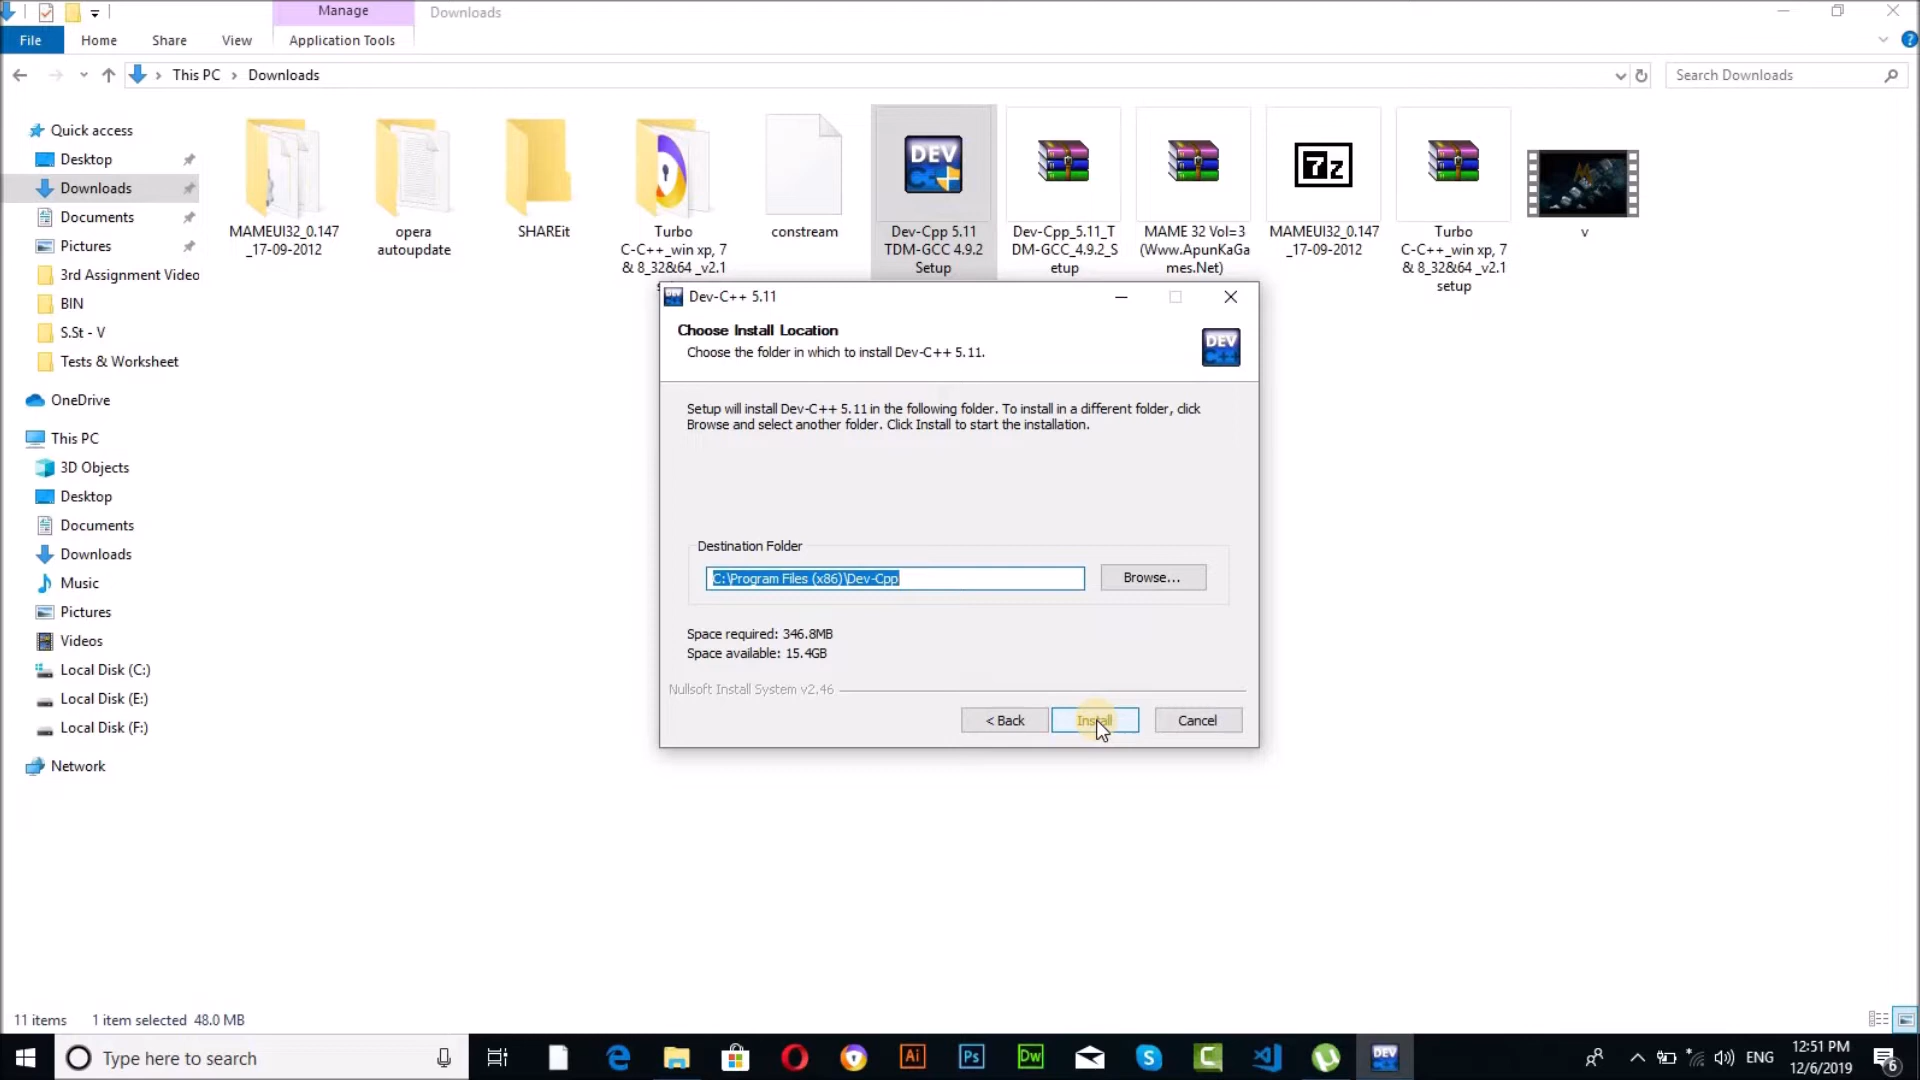 Manage
Downloads
File
Home
Share
View
Application Tools
This PC
Downloads
Search Downloads
Quick access
Desktop
Downloads
Documents
Pictures
3rd Assignment Video
BIN
S.St - V
Tests & Worksheet
OneDrive
This PC
3D Objects
Desktop
Documents
Downloads
Music
Pictures
Videos
Local Disk (C:)
Local Disk (E:)
Local Disk (F:)
Network
MAMEUI32_0.147
_17-09-2012
opera
autoupdate
SHAREit
Turbo
C-C++_win xp, 7
& 8_32&64 _v2.1
constream
DEV
C++
Dev-Cpp 5.11
TDM-GCC 4.9.2
Setup
Dev-Cpp_5.11_T
DM-GCC_4.9.2_S
etup
MAME 32 Vol=3
(Www.ApunKaGa
mes.Net)
7z
MAMEUI32_0.147
_17-09-2012
Turbo
C-C++_win xp, 7
& 8_32&64 _v2.1
setup
v
Dev-C++ 5.11
Choose Install Location
Choose the folder in which to install Dev-C++ 5.11.
DEV
C++
Setup will install Dev-C++ 5.11 in the following folder. To install in a different folder, click
Browse and select another folder. Click Install to start the installation.
Destination Folder
C:\Program Files (x86)\Dev-Cpp
Browse...
Space required: 346.8MB
Space available: 15.4GB
Nullsoft Install System v2.46
< Back
Install
Cancel
11 items
1 item selected 48.0 MB
Type here to search
Ai
Ps
Dw
DEV
ENG
12:51 PM
12/6/2019
6